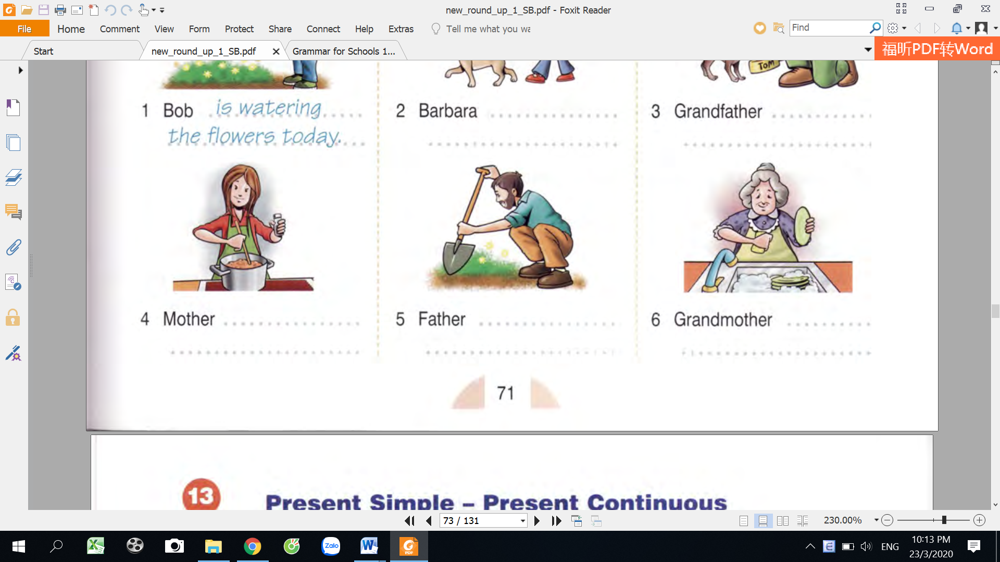 new_round_up_1_SB.pdf - Foxit Reader
File Home Comment View Form Protect Share Connect Help Extras Tell me what you wa
Find
Start new_round_up_1_SB.pdf Grammar for Schools 1...
福昕PDF转Word
TOM
1 Bob is watering
the flowers today.
2 Barbara
3 Grandfather
4 Mother
5 Father
6 Grandmother
71
13 Present Simple – Present Continuous
73 / 131
230.00%
Zalo
PDF
ENG
10:13 PM
23/3/2020